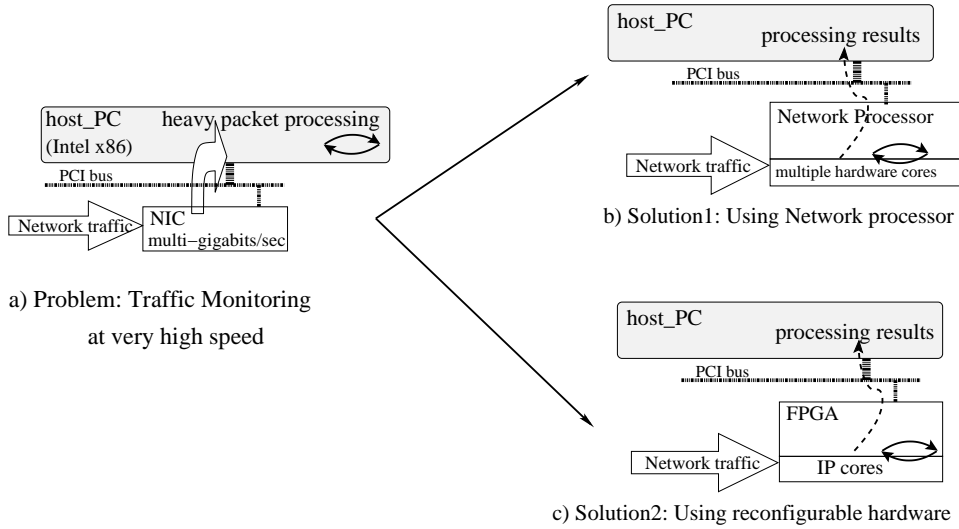 host_PC
heavy packet processing
(Intel x86)
PCI bus
Network traffic
NIC
multi-gigabits/sec
a) Problem: Traffic Monitoring
at very high speed
host_PC
processing results
PCI bus
Network Processor
Network traffic
multiple hardware cores
b) Solution1: Using Network processor
host_PC
processing results
PCI bus
FPGA
Network traffic
IP cores
c) Solution2: Using reconfigurable hardware